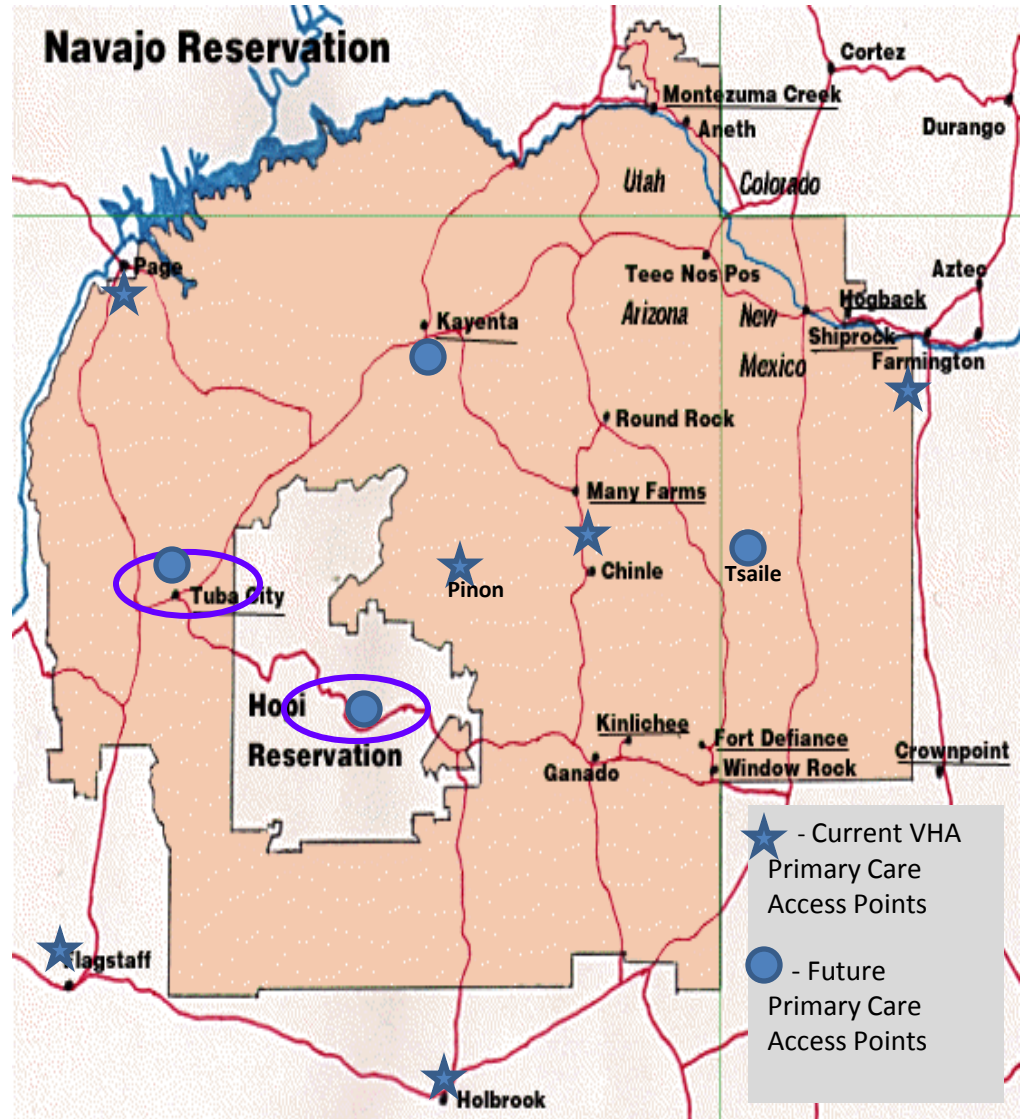 Navajo Reservation
Cortez
Montezuma Creek
Aneth
Durango
Utah
Colorado
Page
Teec Nos Pos
Aztec
Hogback
Kayenta
Arizona
New
Mexico
Shiprock
Farmington
Round Rock
Many Farms
Chinle
Tsaile
Pinon
Tuba City
Hopi
Reservation
Kinlichee
Fort Defiance
Ganado
Window Rock
Crownpoint
- Current VHA
Primary Care
Access Points
Flagstaff
- Future
Primary Care
Access Points
Holbrook